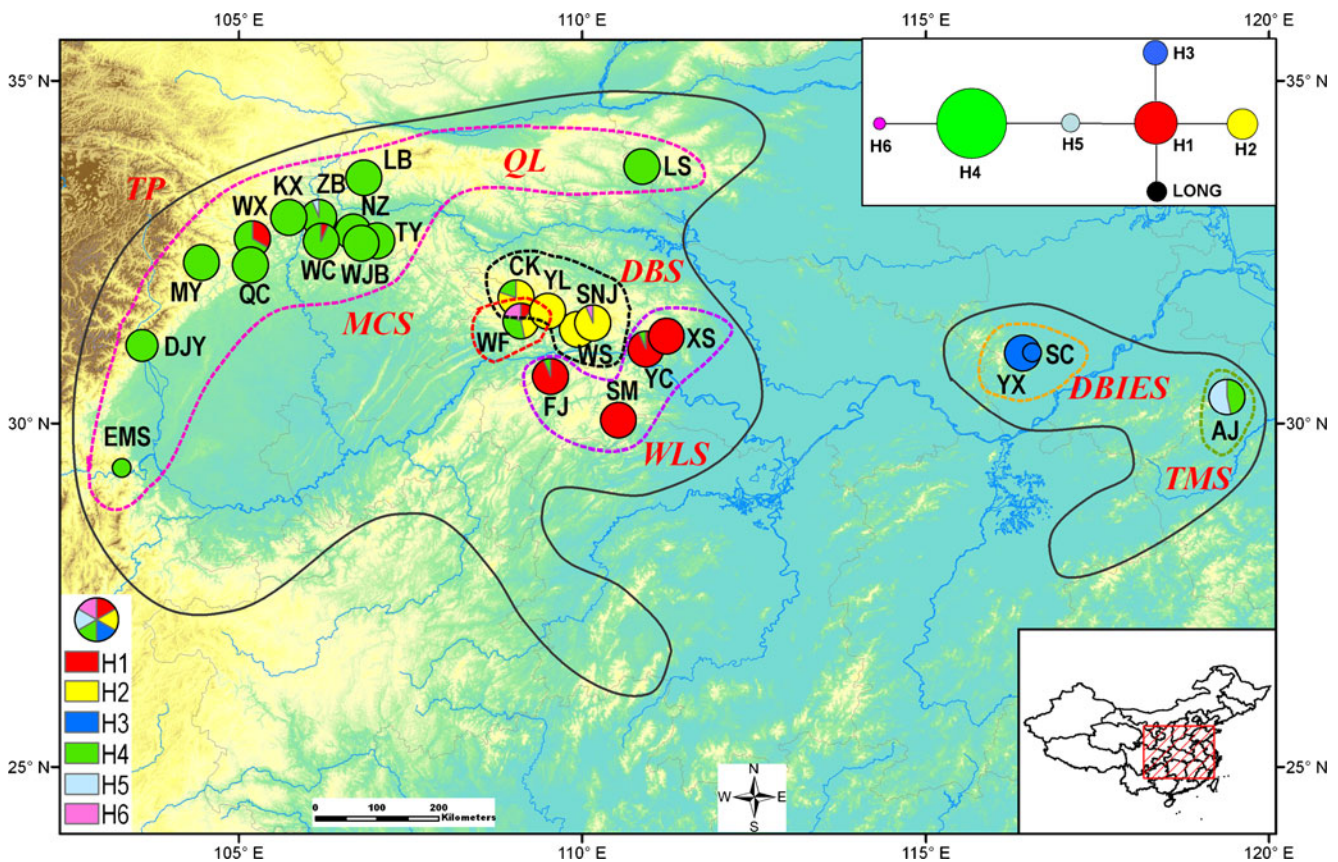 105° E 110° E 115° E 120° E
35° N 35° N
H3
H6 H4 H5 H1 H2
LONG
TP QL
LB LS
KX ZB NZ
WX TY
WC WJB
MY QC
DJY MCS
CK YL DBS
SNJ
WF WS XS
YC
FJ SM
WLS
EMS
SC
YX DBIES
AJ
TMS
30° N 30° N
H1
H2
H3
H4
H5
H6
25° N 25° N
0 100 200
Kilometers
N
W E
S
105° E 110° E 115° E 120° E